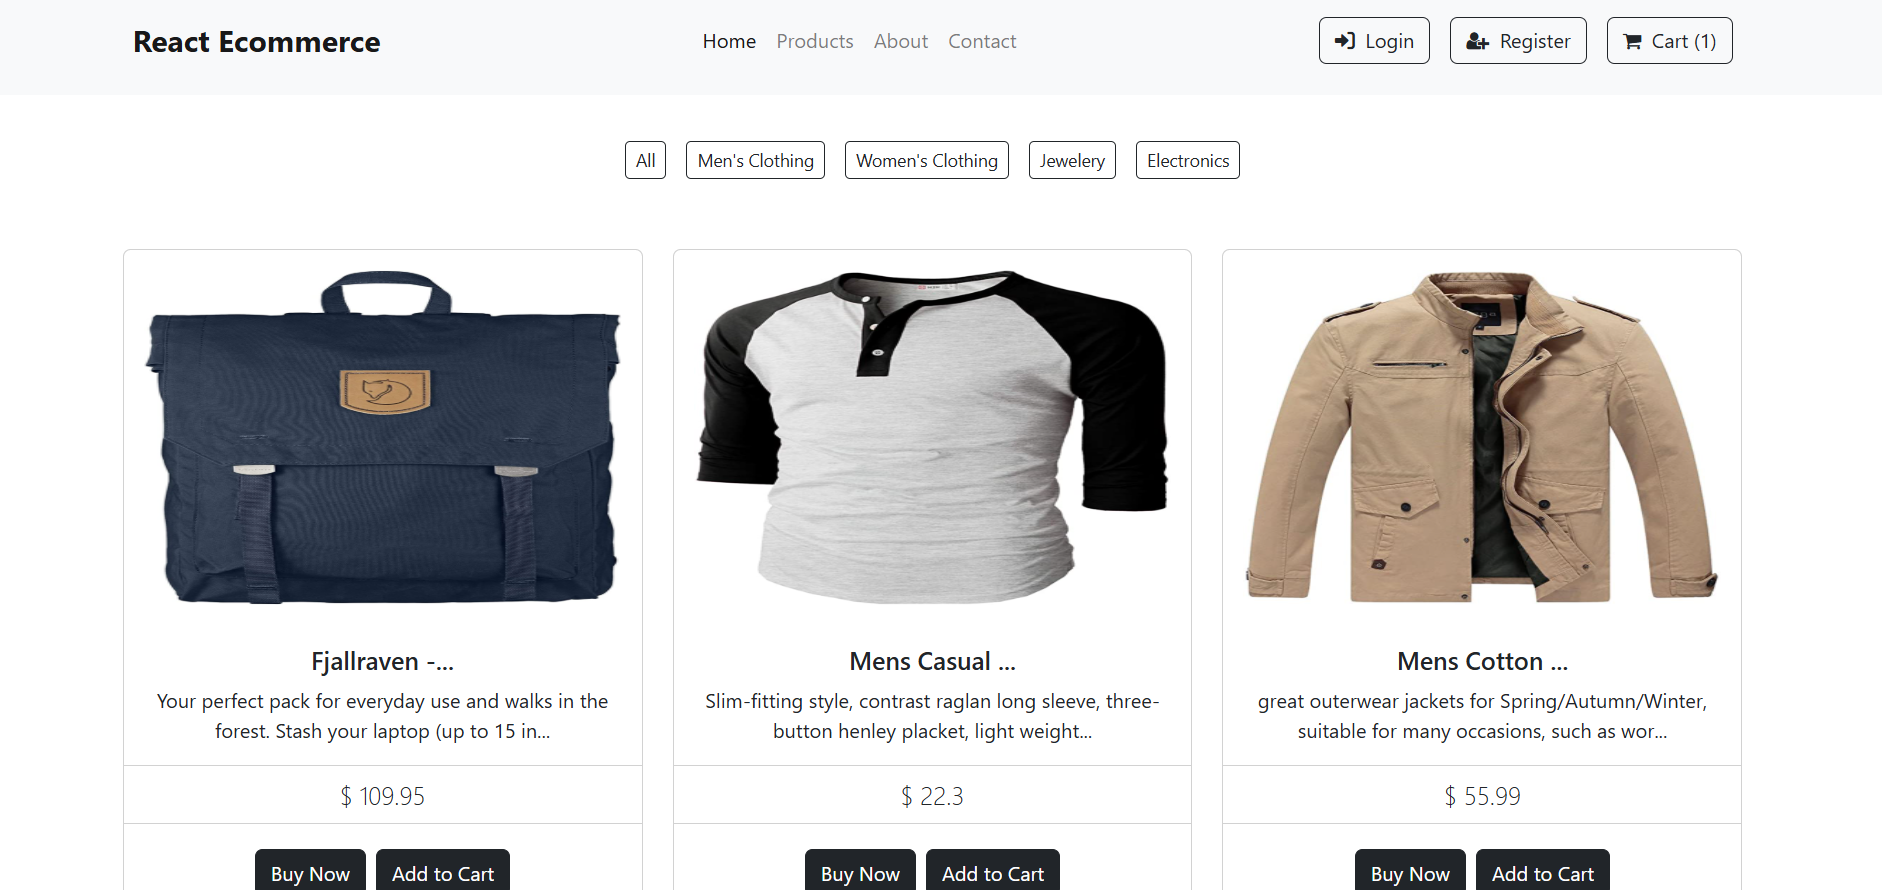 React Ecommerce
Home Products About Contact
Login Register Cart (1)
All Men's Clothing Women's Clothing Jewelery Electronics
Fjallraven -...
Your perfect pack for everyday use and walks in the
forest. Stash your laptop (up to 15 in...
$ 109.95
Buy Now Add to Cart
Mens Casual ...
Slim-fitting style, contrast raglan long sleeve, three-
button henley placket, light weight...
$ 22.3
Buy Now Add to Cart
Mens Cotton ...
great outerwear jackets for Spring/Autumn/Winter,
suitable for many occasions, such as wor...
$ 55.99
Buy Now Add to Cart